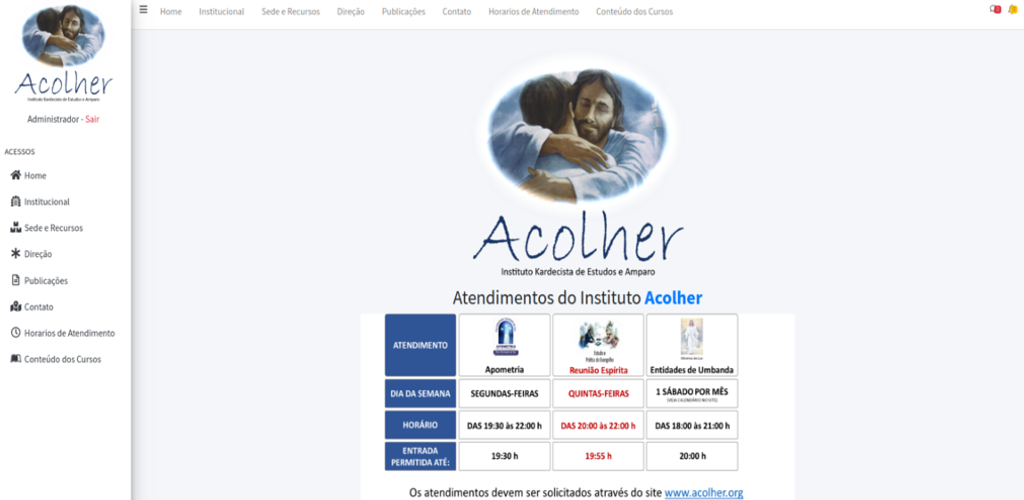 Acolher
Instituto Kardecista de Estudos e Amparo
Administrador - Sair
ACESSOS
Home
Institucional
Sede e Recursos
Direção
Publicações
Contato
Horarios de Atendimento
Conteúdo dos Cursos
Home Institucional Sede e Recursos Direção Publicações Contato Horarios de Atendimento Conteúdo dos Cursos
Acolher
Instituto Kardecista de Estudos e Amparo
Atendimentos do Instituto Acolher
ATENDIMENTO Apometria Reunião Espírita Entidades de Umbanda
DIA DA SEMANA SEGUNDAS-FEIRAS QUINTAS-FEIRAS 1 SÁBADO POR MÊS
HORÁRIO DAS 19:30 às 22:00 h DAS 20:00 às 22:00 h DAS 18:00 às 21:00 h
ENTRADA
PERMITIDA ATÉ: 19:30 h 19:55 h 20:00 h
Os atendimentos devem ser solicitados através do site www.acolher.org